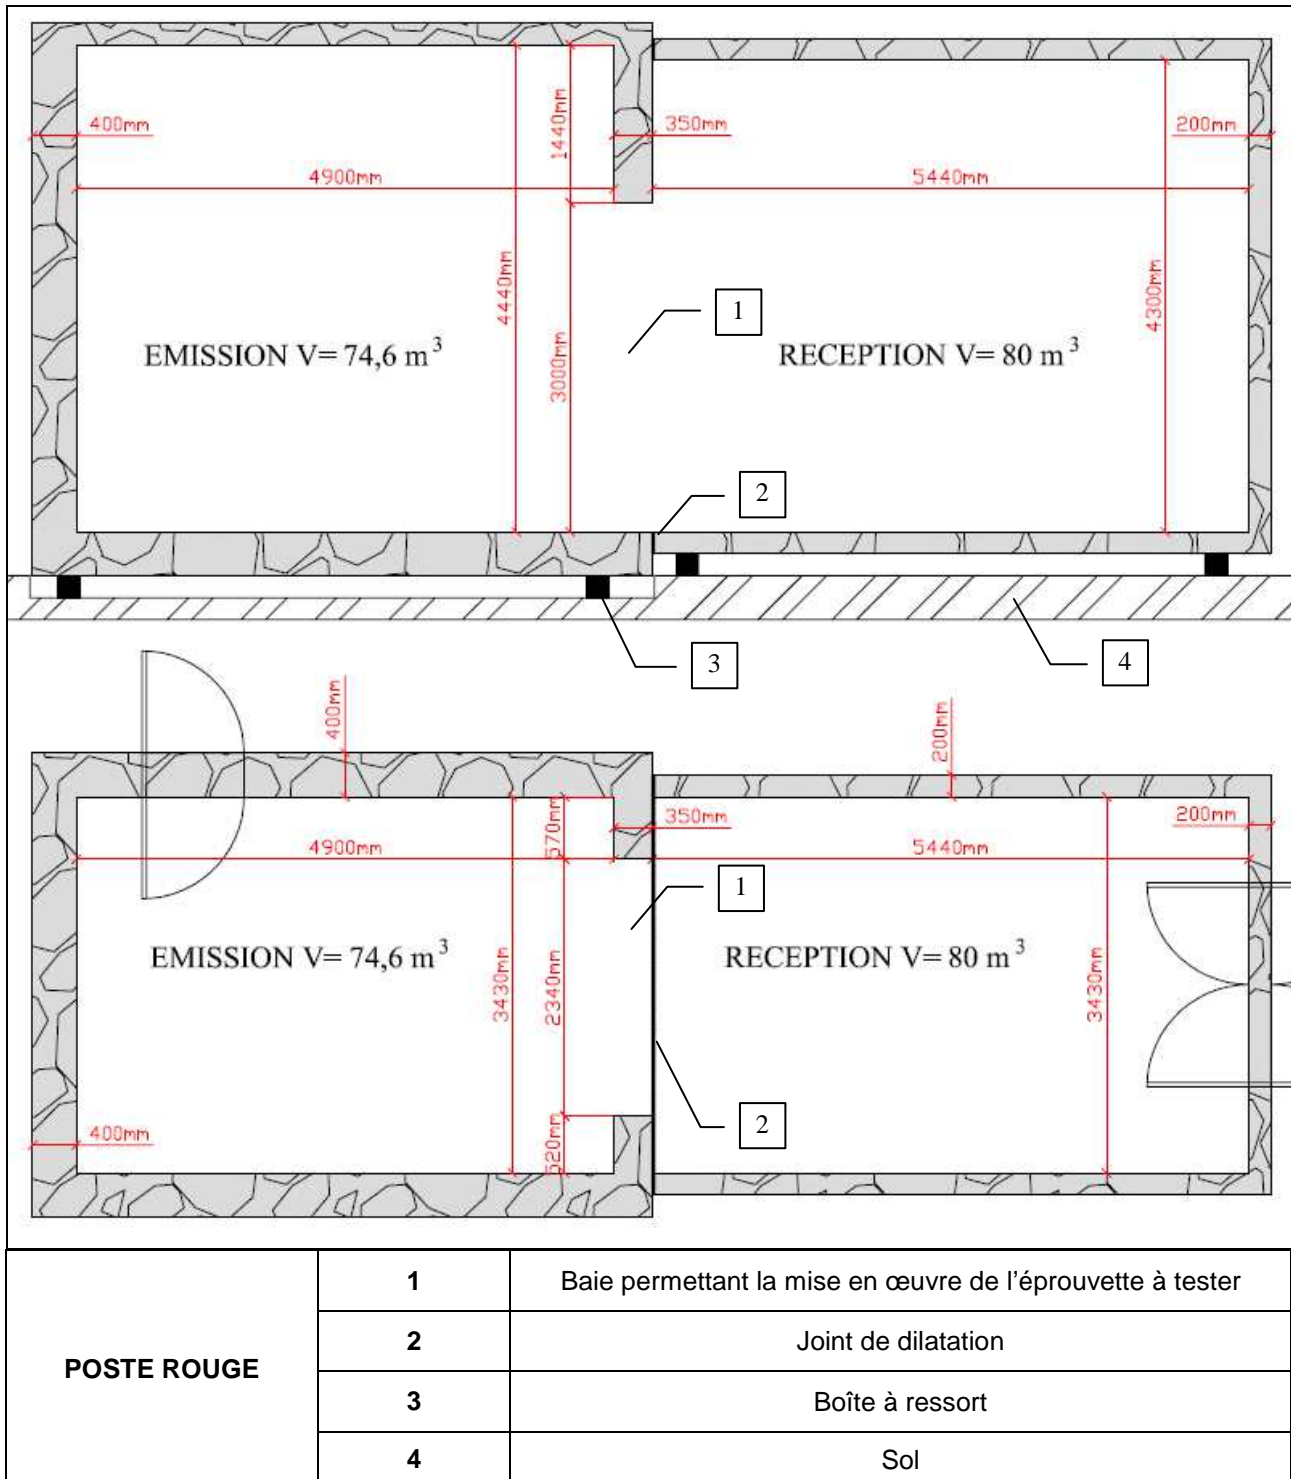 400mm
1440mm
350mm
200mm
4900mm
5440mm
4440mm
3000mm
4300mm
1
EMISSION V= 74,6 m³
RECEPTION V= 80 m³
2
3
4
400mm
200mm
570mm
350mm
200mm
4900mm
5440mm
1
EMISSION V= 74,6 m³
RECEPTION V= 80 m³
3430mm
2340mm
3430mm
2
400mm
520mm
POSTE ROUGE
1 Baie permettant la mise en œuvre de l'éprouvette à tester
2 Joint de dilatation
3 Boîte à ressort
4 Sol